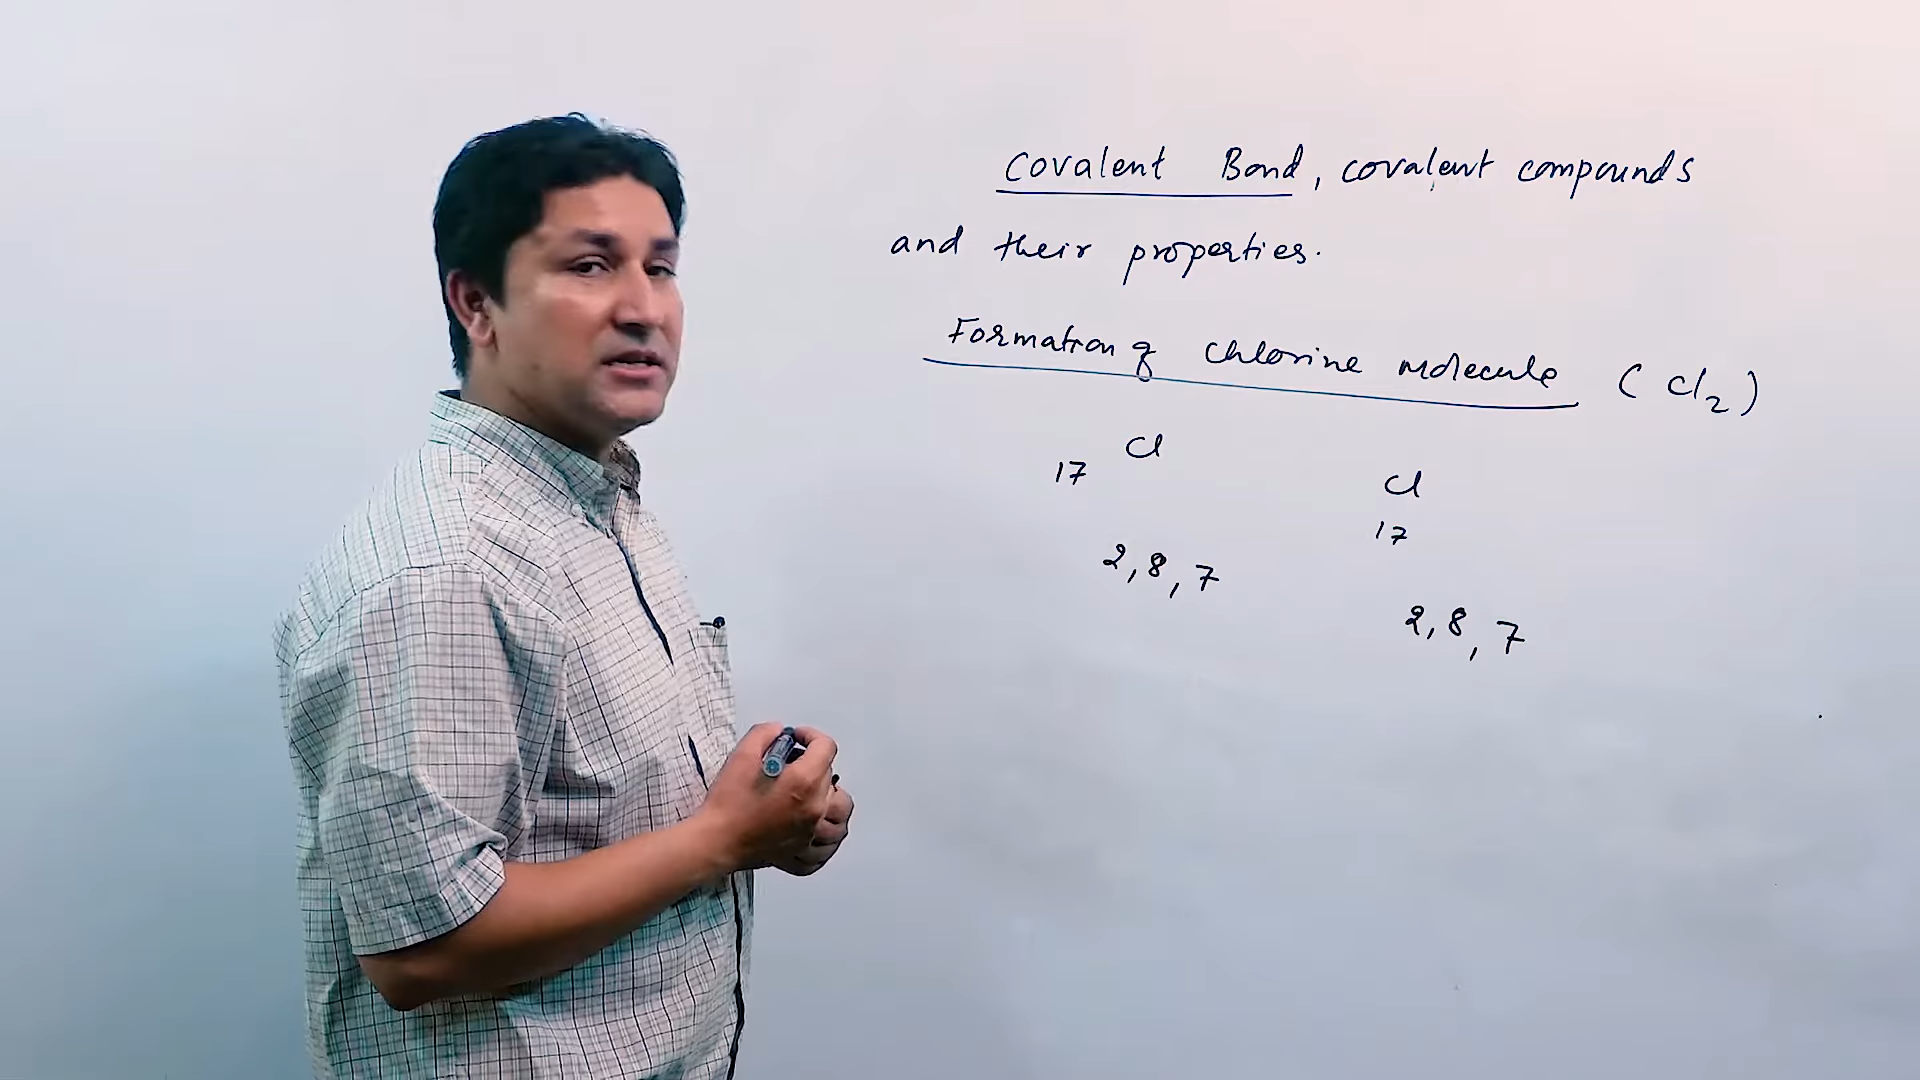 Covalent Bond, covalent compounds
and their properties.
Formation of chlorine molecule (Cl2)
Cl
17
Cl
17
2,8,7
2,8,7